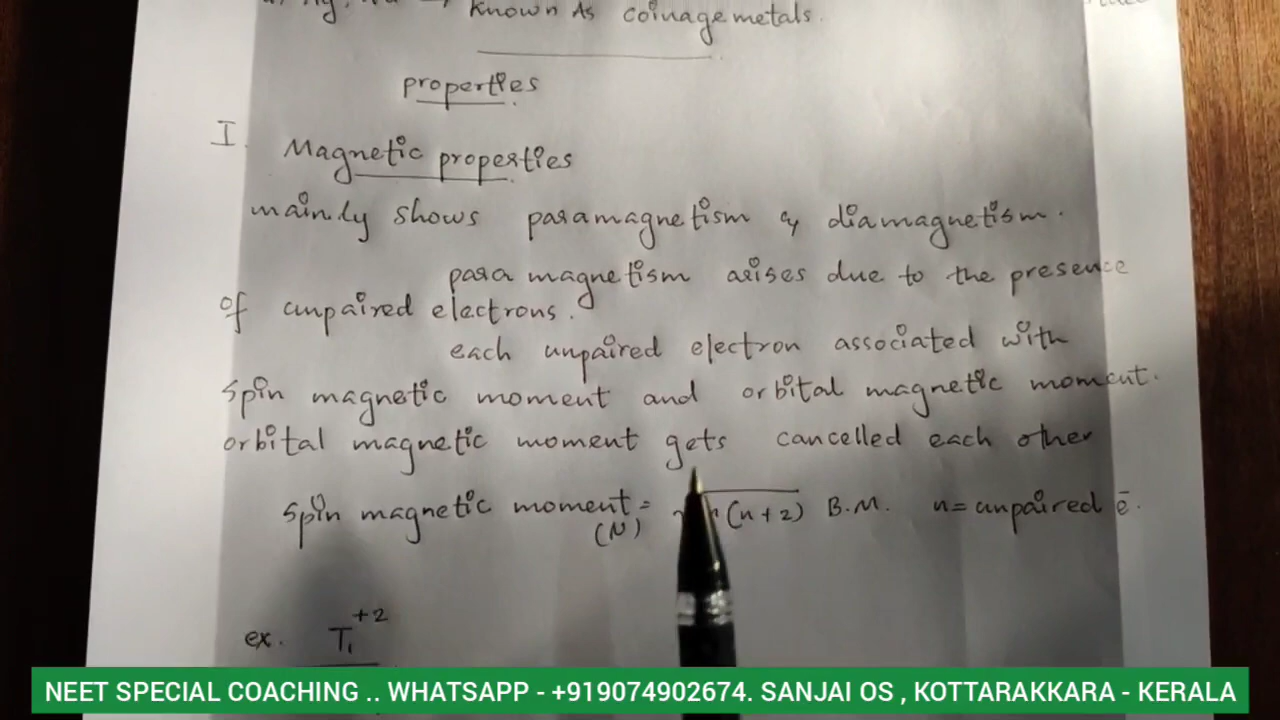 Known As coinage metals.
properties
I. Magnetic properties
mainly shows paramagnetism & diamagnetism.
para magnetism arises due to the presence
of unpaired electrons.
each unpaired electron associated with
spin magnetic moment and orbital magnetic moment.
orbital magnetic moment gets cancelled each other
spin magnetic moment = (n+2) B.M. n = unpaired ē.
ex. Ti +2
NEET SPECIAL COACHING .. WHATSAPP - +919074902674. SANJAI OS , KOTTARAKKARA - KERALA